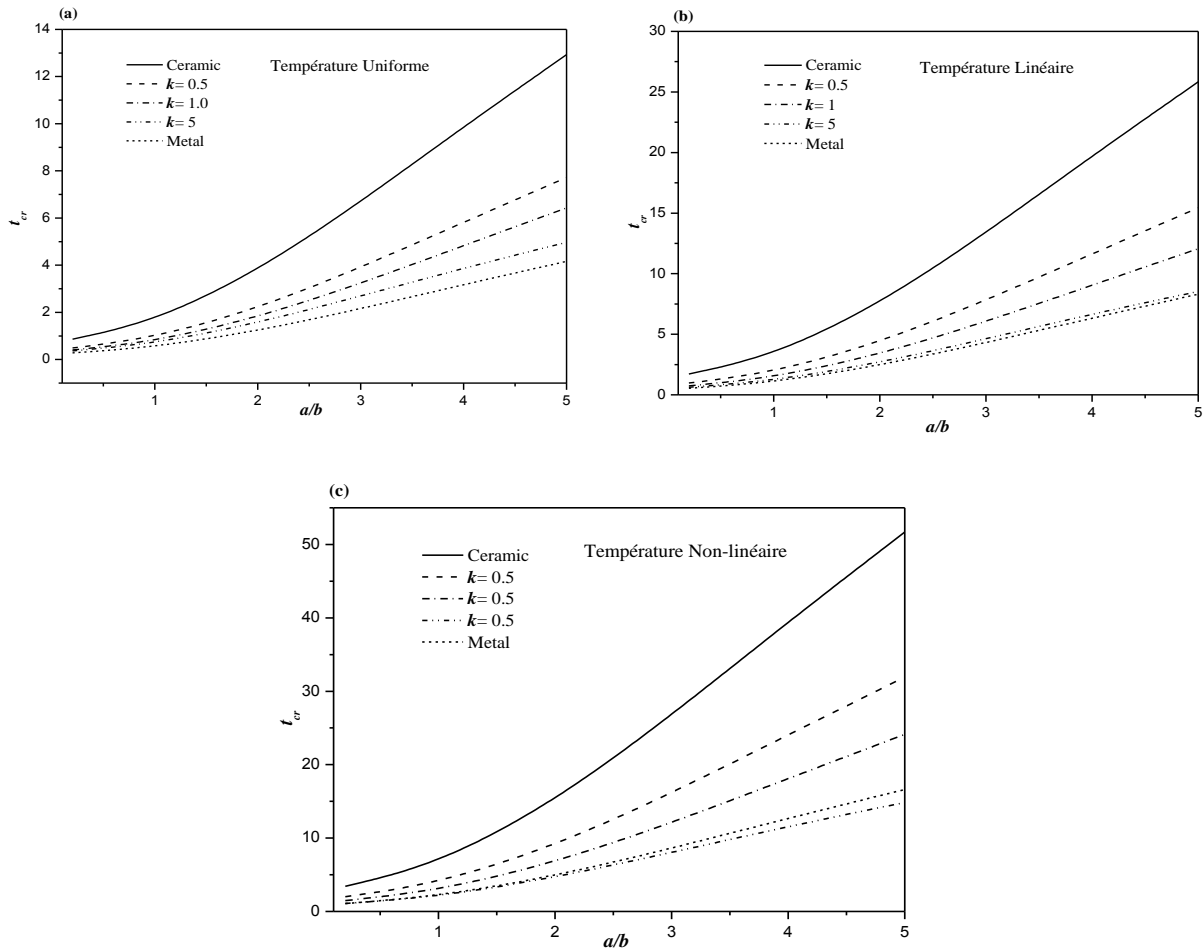 (a)
14
12
10
8
6
4
2
0
t_cr
Ceramic
k= 0.5
k= 1.0
k= 5
Metal
Température Uniforme
1 2 3 4 5
a/b
(b)
30
25
20
15
10
5
0
t_cr
Ceramic
k= 0.5
k= 1
k= 5
Metal
Température Linéaire
1 2 3 4 5
a/b
(c)
50
40
30
20
10
0
t_cr
Ceramic
k= 0.5
k= 0.5
k= 0.5
Metal
Température Non-linéaire
1 2 3 4 5
a/b